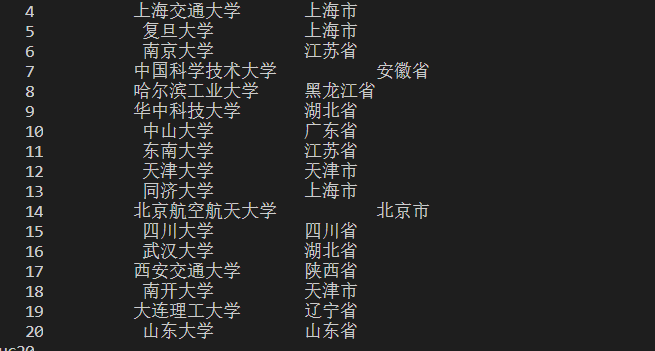 4 上海交通大学 上海市
5 复旦大学 上海市
6 南京大学 江苏省
7 中国科学技术大学 安徽省
8 哈尔滨工业大学 黑龙江省
9 华中科技大学 湖北省
10 中山大学 广东省
11 东南大学 江苏省
12 天津大学 天津市
13 同济大学 上海市
14 北京航空航天大学 北京市
15 四川大学 四川省
16 武汉大学 湖北省
17 西安交通大学 陕西省
18 南开大学 天津市
19 大连理工大学 辽宁省
20 山东大学 山东省